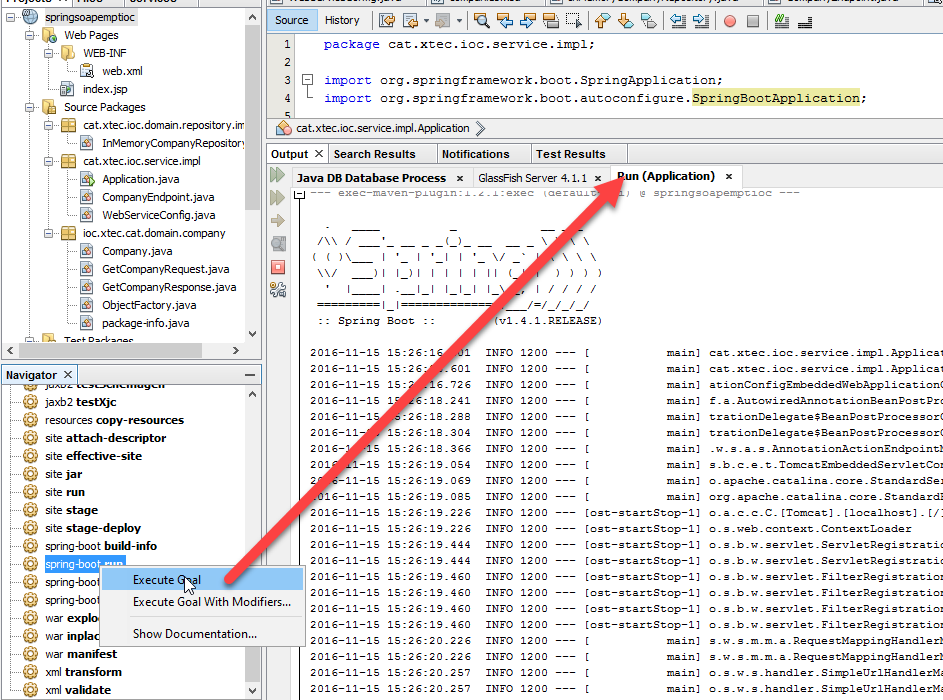 Projects
Files
Services
springsoapemptioc
Web Pages
WEB-INF
web.xml
index.jsp
Source Packages
cat.xtec.ioc.domain.repository.im
InMemoryCompanyRepository
cat.xtec.ioc.service.impl
Application.java
CompanyEndpoint.java
WebServiceConfig.java
ioc.xtec.cat.domain.company
Company.java
GetCompanyRequest.java
GetCompanyResponse.java
ObjectFactory.java
package-info.java
Test Packages
Navigator
jaxb2 testSchemagen
jaxb2 testXjc
resources copy-resources
site attach-descriptor
site effective-site
site jar
site run
site stage
site stage-deploy
spring-boot build-info
spring-boot run
spring-boot
spring-boot
war
war
war manifest
xml transform
xml validate
Execute Goal
Execute Goal With Modifiers...
Show Documentation...
Source History
1 package cat.xtec.ioc.service.impl;
2
3 import org.springframework.boot.SpringApplication;
4 import org.springframework.boot.autoconfigure.SpringBootApplication;
5
cat.xtec.ioc.service.impl.Application
Output Search Results Notifications Test Results
Java DB Database Process GlassFish Server 4.1.1 Run (Application)
--- exec-maven-plugin:1.2.1:exec @ springsoapemptioc ---
:: Spring Boot :: (v1.4.1.RELEASE)
2016-11-15 INFO 1200 --- [ main] cat.xtec.ioc.service.impl.Applicat
2016-11-15 INFO 1200 --- [ main] cat.xtec.ioc.service.impl.Applicat
2016-11-15 INFO 1200 --- [ main] ationConfigEmbeddedWebApplicationC
2016-11-15 15:26:18.241 INFO 1200 --- [ main] f.a.AutowiredAnnotationBeanPostPro
2016-11-15 15:26:18.288 INFO 1200 --- [ main] trationDelegate$BeanPostProcessorC
2016-11-15 15:26:18.304 INFO 1200 --- [ main] trationDelegate$BeanPostProcessorC
2016-11-15 15:26:18.366 INFO 1200 --- [ main] .w.s.a.s.AnnotationActionEndpointM
2016-11-15 15:26:19.054 INFO 1200 --- [ main] s.b.c.e.t.TomcatEmbeddedServletCon
2016-11-15 15:26:19.069 INFO 1200 --- [ main] o.apache.catalina.core.StandardSer
2016-11-15 15:26:19.085 INFO 1200 --- [ main] org.apache.catalina.core.StandardE
2016-11-15 15:26:19.226 INFO 1200 --- [ost-startStop-1] o.a.c.c.C.[Tomcat].[localhost].[/]
2016-11-15 15:26:19.226 INFO 1200 --- [ost-startStop-1] o.s.web.context.ContextLoader
2016-11-15 15:26:19.444 INFO 1200 --- [ost-startStop-1] o.s.b.w.servlet.ServletRegistratio
2016-11-15 15:26:19.444 INFO 1200 --- [ost-startStop-1] o.s.b.w.servlet.ServletRegistratio
2016-11-15 15:26:19.460 INFO 1200 --- [ost-startStop-1] o.s.b.w.servlet.FilterRegistration
2016-11-15 15:26:19.460 INFO 1200 --- [ost-startStop-1] o.s.b.w.servlet.FilterRegistration
2016-11-15 15:26:19.460 INFO 1200 --- [ost-startStop-1] o.s.b.w.servlet.FilterRegistration
2016-11-15 15:26:19.460 INFO 1200 --- [ost-startStop-1] o.s.b.w.servlet.FilterRegistration
2016-11-15 15:26:20.226 INFO 1200 --- [ main] s.w.s.m.m.a.RequestMappingHandlerM
2016-11-15 15:26:20.226 INFO 1200 --- [ main] s.w.s.m.m.a.RequestMappingHandlerM
2016-11-15 15:26:20.257 INFO 1200 --- [ main] o.s.w.s.handler.SimpleUrlHandlerMa
2016-11-15 15:26:20.257 INFO 1200 --- [ main] o.s.w.s.handler.SimpleUrlHandlerMa